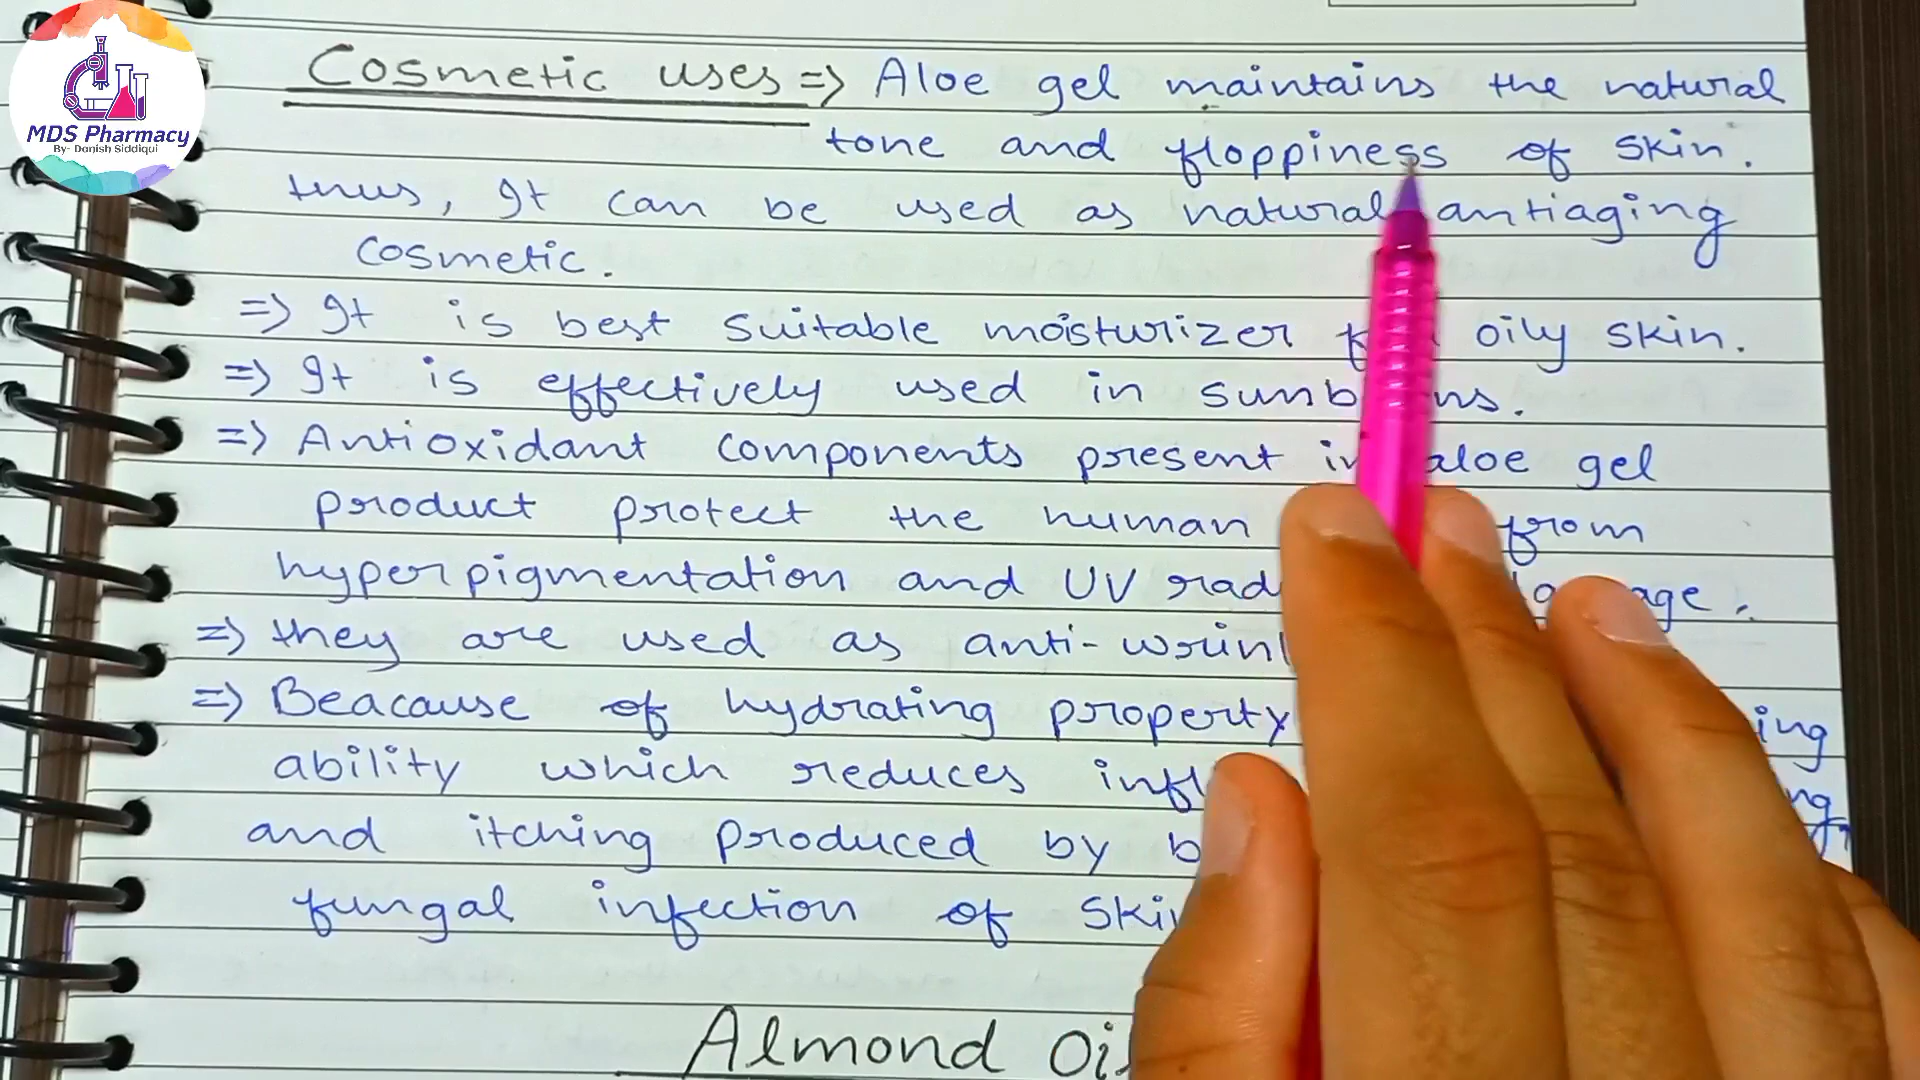 MDS Pharmacy
By- Danish Siddiqui
Cosmetic uses => Aloe gel maintains the natural
tone and floppiness of skin.
thus, It can be used as natural antiaging
cosmetic.
=> It is best suitable moisturizer oily skin.
=> It is effectively used in
=> Antioxidant components present in aloe gel
product protect the human from
hyperpigmentation and UV
=> they are used as anti-
=> Beacause of hydrating property
ability which reduces
and itching produced by
fungal infection of
Almond